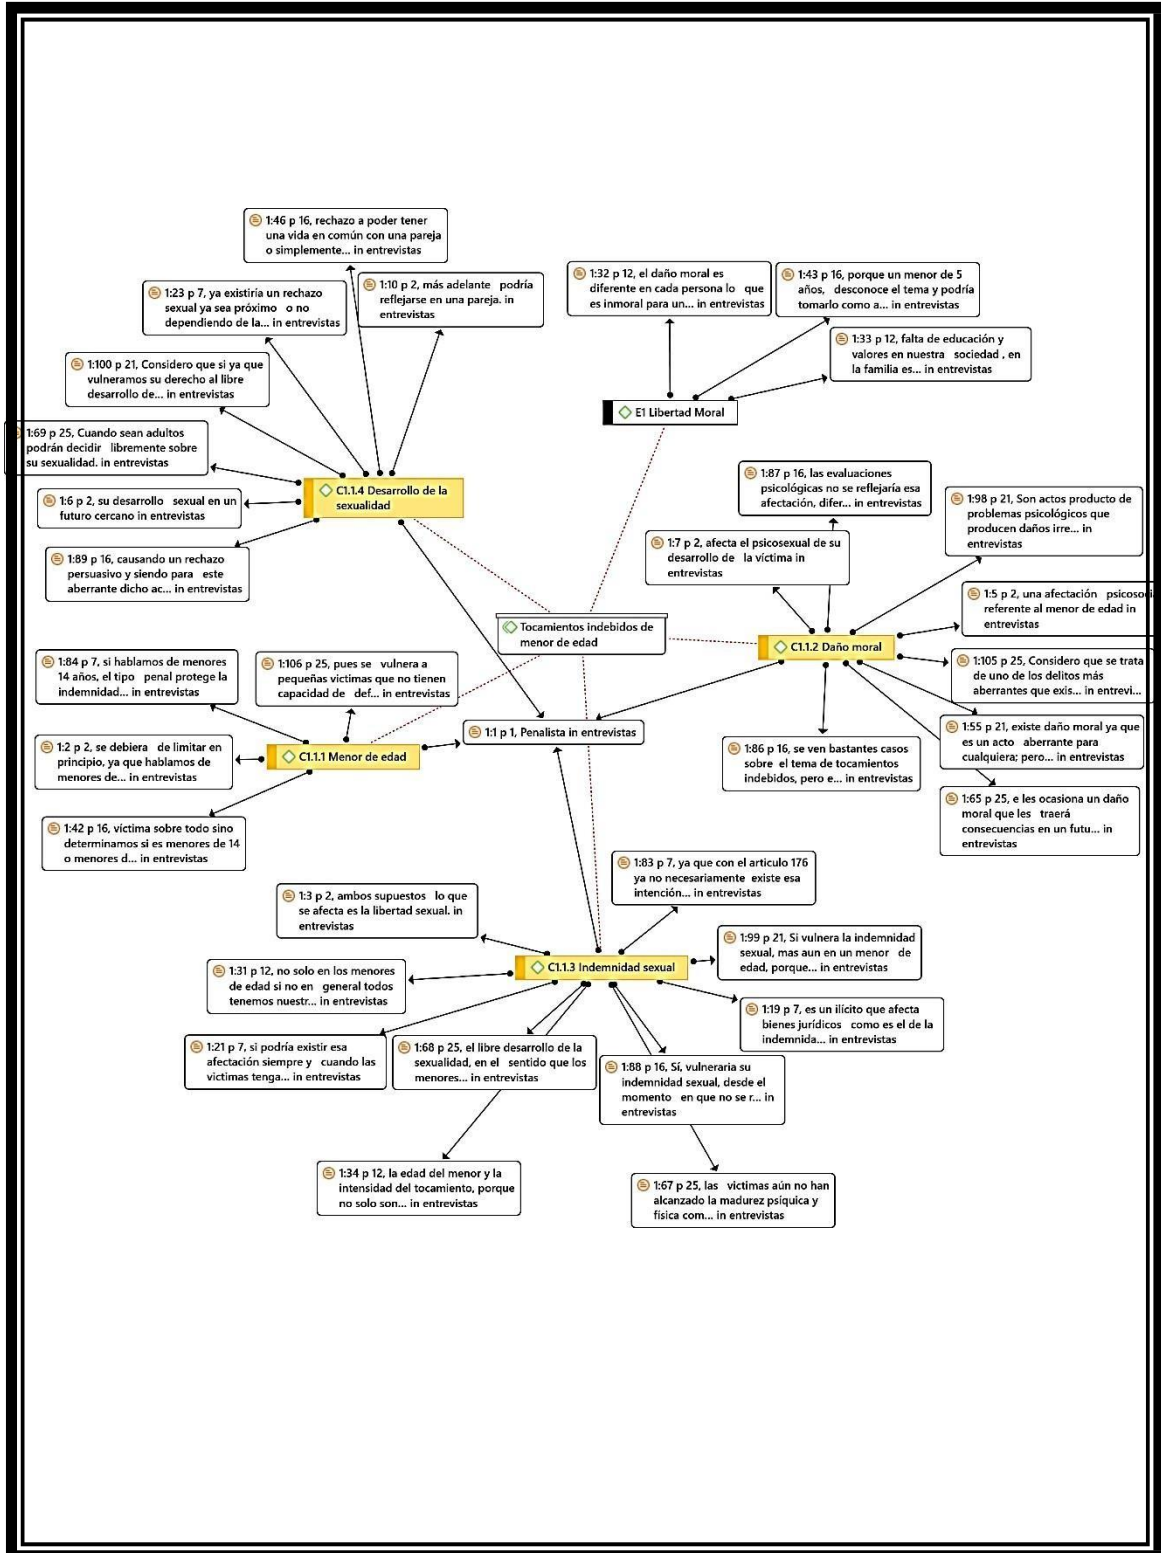 1:46 p 16, rechazo a poder tener
una vida en común con una pareja
o simplemente... in entrevistas
1:23 p 7, ya existiría un rechazo
sexual ya sea próximo o no
dependiendo de la... in entrevistas
1:10 p 2, más adelante podría
reflejarse en una pareja. in
entrevistas
1:100 p 21, Considero que si ya que
vulneramos su derecho al libre
desarrollo de... in entrevistas
1:69 p 25, Cuando sean adultos
podrán decidir libremente sobre
su sexualidad. in entrevistas
1:6 p 2, su desarrollo sexual en un
futuro cercano in entrevistas
1:89 p 16, causando un rechazo
persuasivo y siendo para este
aberrante dicho ac... in entrevistas
C1.1.4 Desarrollo de la
sexualidad
1:32 p 12, el daño moral es
diferente en cada persona lo que
es inmoral para un... in entrevistas
1:43 p 16, porque un menor de 5
años, desconoce el tema y podría
tomarlo como a... in entrevistas
1:33 p 12, falta de educación y
valores en nuestra sociedad , en
la familia es... in entrevistas
E1 Libertad Moral
1:87 p 16, las evaluaciones
psicológicas no se reflejaría esa
afectación, difer... in entrevistas
1:98 p 21, Son actos producto de
problemas psicológicos que
producen daños irre... in
entrevistas
1:7 p 2, afecta el psicosexual de su
desarrollo de la víctima in
entrevistas
1:5 p 2, una afectación psicosocia
referente al menor de edad in
entrevistas
Tocamientos indebidos de
menor de edad
C1.1.2 Daño moral
1:105 p 25, Considero que se trata
de uno de los delitos más
aberrantes que exis... in entrevi...
1:84 p 7, si hablamos de menores
14 años, el tipo penal protege la
indemnidad... in entrevistas
1:106 p 25, pues se vulnera a
pequeñas victimas que no tienen
capacidad de def... in entrevistas
1:2 p 2, se debiera de limitar en
principio, ya que hablamos de
menores de... in entrevistas
C1.1.1 Menor de edad
1:1 p 1, Penalista in entrevistas
1:86 p 16, se ven bastantes casos
sobre el tema de tocamientos
indebidos, pero e... in entrevistas
1:55 p 21, existe daño moral ya que
es un acto aberrante para
cualquiera; pero... in entrevistas
1:65 p 25, e les ocasiona un daño
moral que les traerá
consecuencias en un futu... in
entrevistas
1:42 p 16, víctima sobre todo sino
determinamos si es menores de 14
o menores d... in entrevistas
1:83 p 7, ya que con el articulo 176
ya no necesariamente existe esa
intención... in entrevistas
1:3 p 2, ambos supuestos lo que
se afecta es la libertad sexual. in
entrevistas
1:99 p 21, Si vulnera la indemnidad
sexual, mas aun en un menor de
edad, porque... in entrevistas
1:31 p 12, no solo en los menores
de edad si no en general todos
tenemos nuestr... in entrevistas
C1.1.3 Indemnidad sexual
1:19 p 7, es un ilícito que afecta
bienes jurídicos como es el de la
indemnida... in entrevistas
1:21 p 7, si podría existir esa
afectación siempre y cuando las
victimas tenga... in entrevistas
1:68 p 25, el libre desarrollo de la
sexualidad, en el sentido que los
menores... in entrevistas
1:88 p 16, Sí, vulneraria su
indemnidad sexual, desde el
momento en que no se r... in
entrevistas
1:34 p 12, la edad del menor y la
intensidad del tocamiento, porque
no solo son... in entrevistas
1:67 p 25, las victimas aún no han
alcanzado la madurez psíquica y
física com... in entrevistas